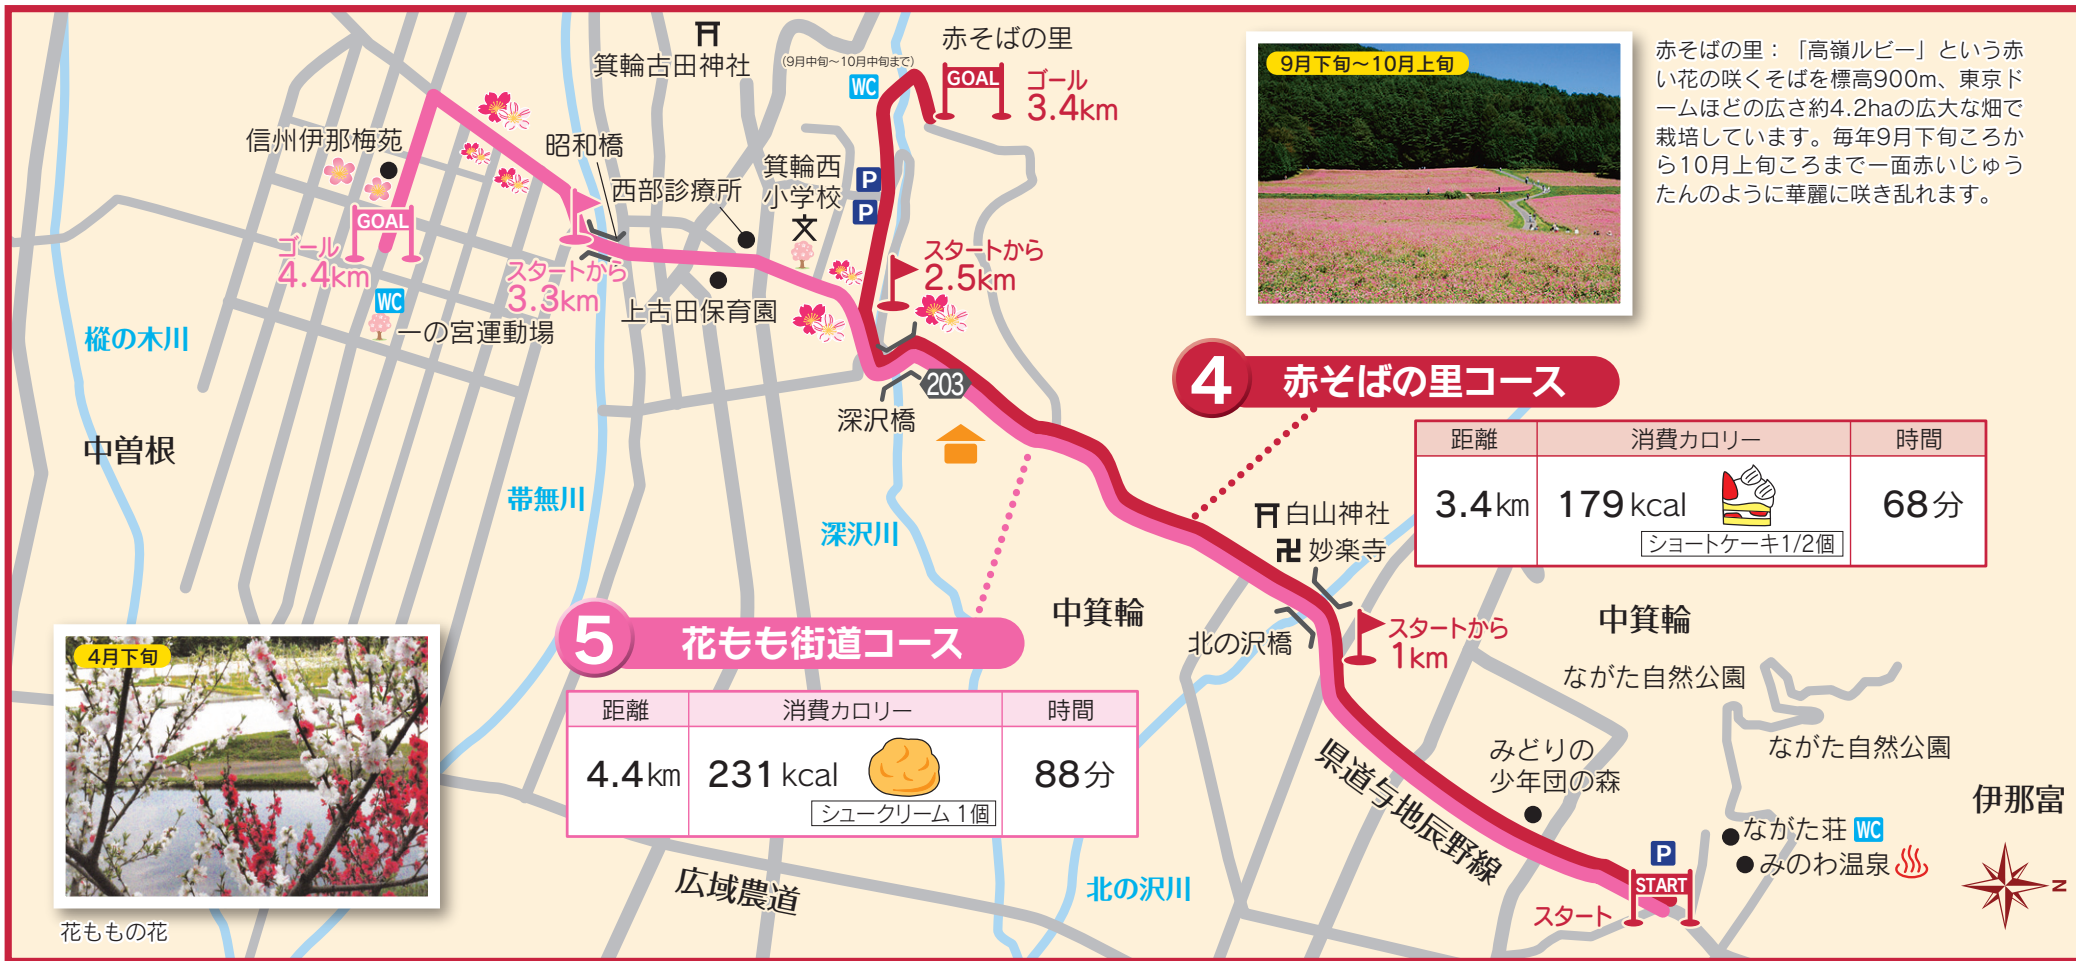 箕輪古田神社
(9月中旬〜10月中旬まで)
WC
赤そばの里
GOAL
ゴール
3.4km
9月下旬〜10月上旬
赤そばの里：「高嶺ルビー」という赤
い花の咲くそばを標高900m、東京ド
ームほどの広さ約4.2haの広大な畑で
栽培しています。毎年9月下旬ころか
ら10月上旬ころまで一面赤いじゅう
たんのように華麗に咲き乱れます。
信州伊那梅苑
昭和橋
西部診療所
箕輪西
小学校
文
P
P
GOAL
ゴール
4.4km
スタートから
3.3km
スタートから
2.5km
WC
一の宮運動場
上古田保育園
樅の木川
203
深沢橋
4 赤そばの里コース
距離 消費カロリー 時間
3.4km 179kcal 68分
ショートケーキ1/2個
中曽根
帯無川
深沢川
白山神社
卍 妙楽寺
中箕輪
北の沢橋
スタートから
1km
中箕輪
5 花もも街道コース
距離 消費カロリー 時間
4.4km 231kcal 88分
シュークリーム 1個
4月下旬
花ももの花
ながた自然公園
ながた自然公園
みどりの
少年団の森
県道与地辰野線
伊那富
ながた荘 WC
みのわ温泉
P
START
スタート
広域農道
北の沢川
N